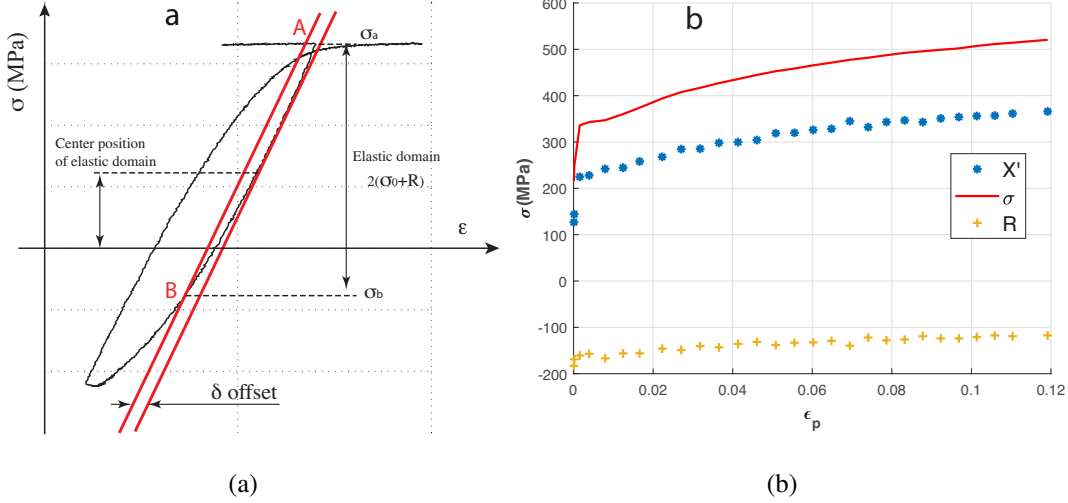 a
A
σa
σ (MPa)
Center position
of elastic domain
Elastic domain
2(σ0+R)
ε
B
σb
δ offset
(a)
b
600
500
400
300
200
100
0
-100
-200
σ(MPa)
X'
σ
R
0
0.02
0.04
0.06
0.08
0.1
0.12
ϵp
(b)